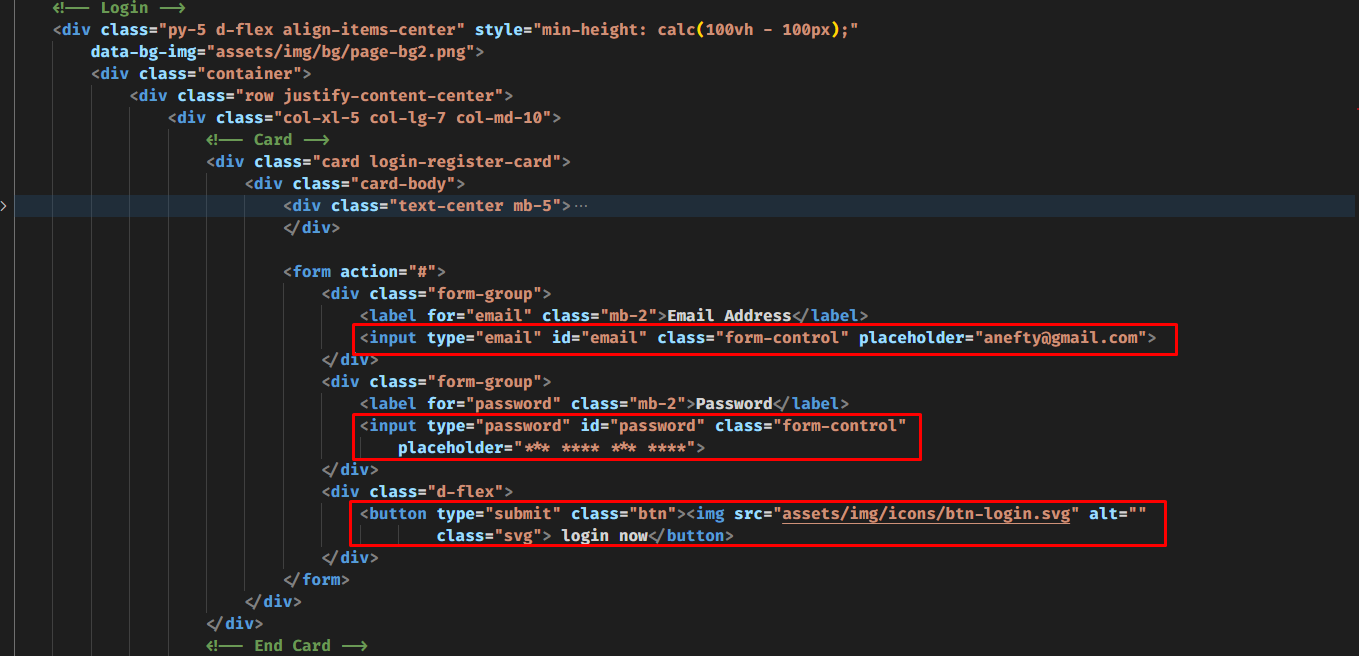 <!-- Login -->
<div class="py-5 d-flex align-items-center" style="min-height: calc(100vh - 100px);"
data-bg-img="assets/img/bg/page-bg2.png">
<div class="container">
<div class="row justify-content-center">
<div class="col-xl-5 col-lg-7 col-md-10">
<!-- Card -->
<div class="card login-register-card">
<div class="card-body">
<div class="text-center mb-5">···
</div>
<form action="#">
<div class="form-group">
<label for="email" class="mb-2">Email Address</label>
<input type="email" id="email" class="form-control" placeholder="anefty@gmail.com">
</div>
<div class="form-group">
<label for="password" class="mb-2">Password</label>
<input type="password" id="password" class="form-control"
placeholder="*** **** *** ****">
</div>
<div class="d-flex">
<button type="submit" class="btn"><img src="assets/img/icons/btn-login.svg" alt=""
class="svg"> login now</button>
</div>
</form>
</div>
</div>
<!-- End Card -->